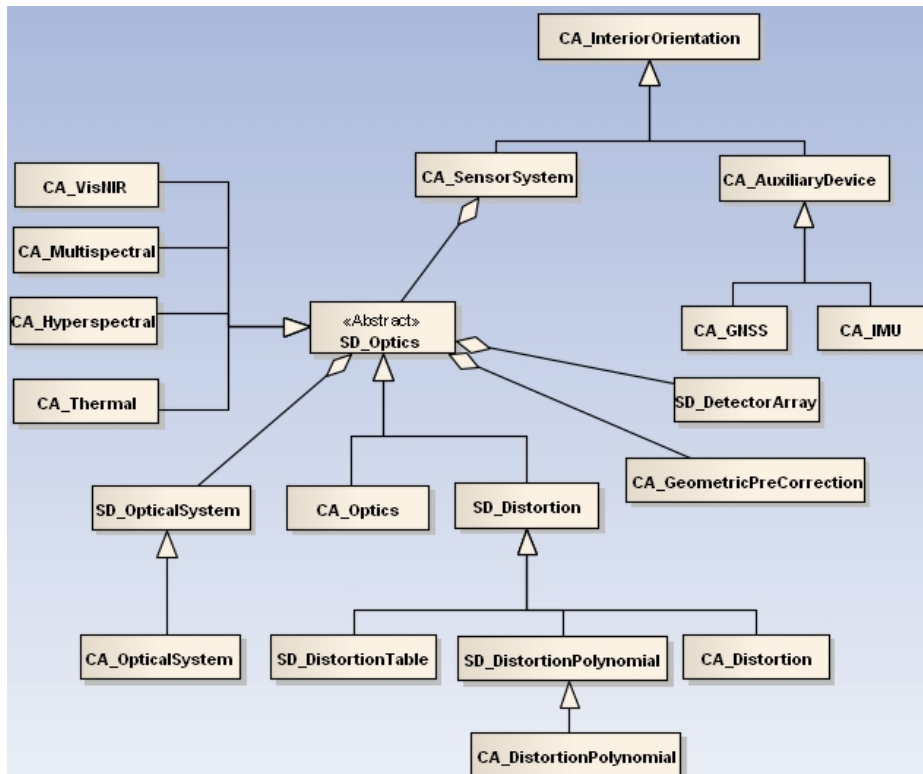 CA_InteriorOrientation
CA_SensorSystem
CA_AuxiliaryDevice
CA_VisNIR
CA_Multispectral
CA_Hyperspectral
CA_Thermal
«Abstract»
SD_Optics
CA_GNSS
CA_IMU
SD_DetectorArray
CA_GeometricPreCorrection
SD_OpticalSystem
CA_Optics
SD_Distortion
CA_OpticalSystem
SD_DistortionTable
SD_DistortionPolynomial
CA_Distortion
CA_DistortionPolynomial